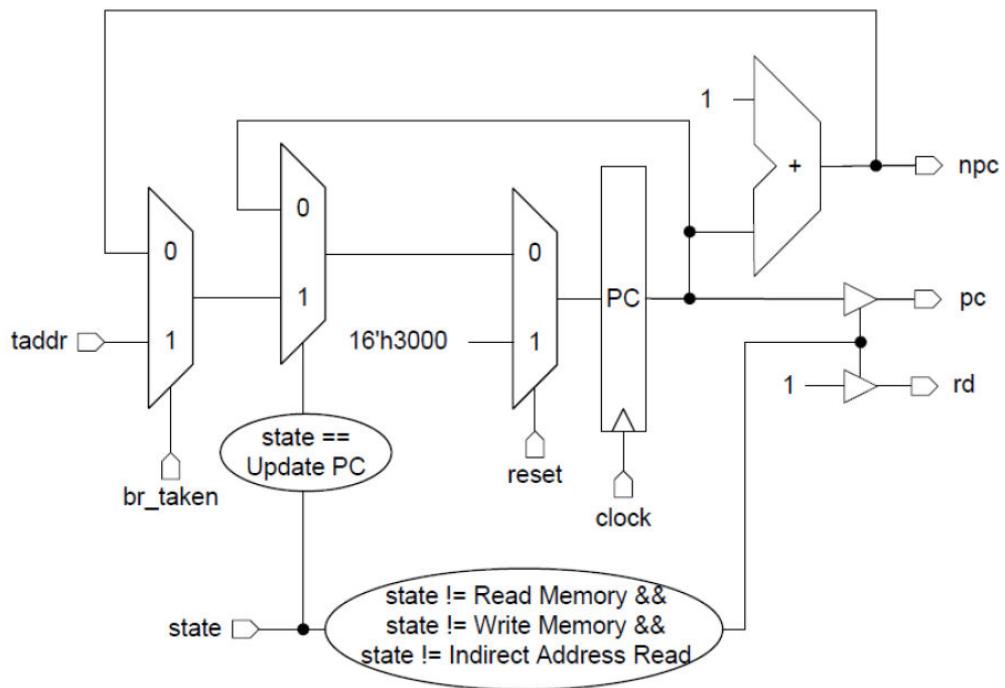 1
npc
+
0
0
0
1
1
PC
pc
taddr
1
16'h3000
1
rd
state ==
Update PC
br_taken
reset
clock
state
state != Read Memory &&
state != Write Memory &&
state != Indirect Address Read